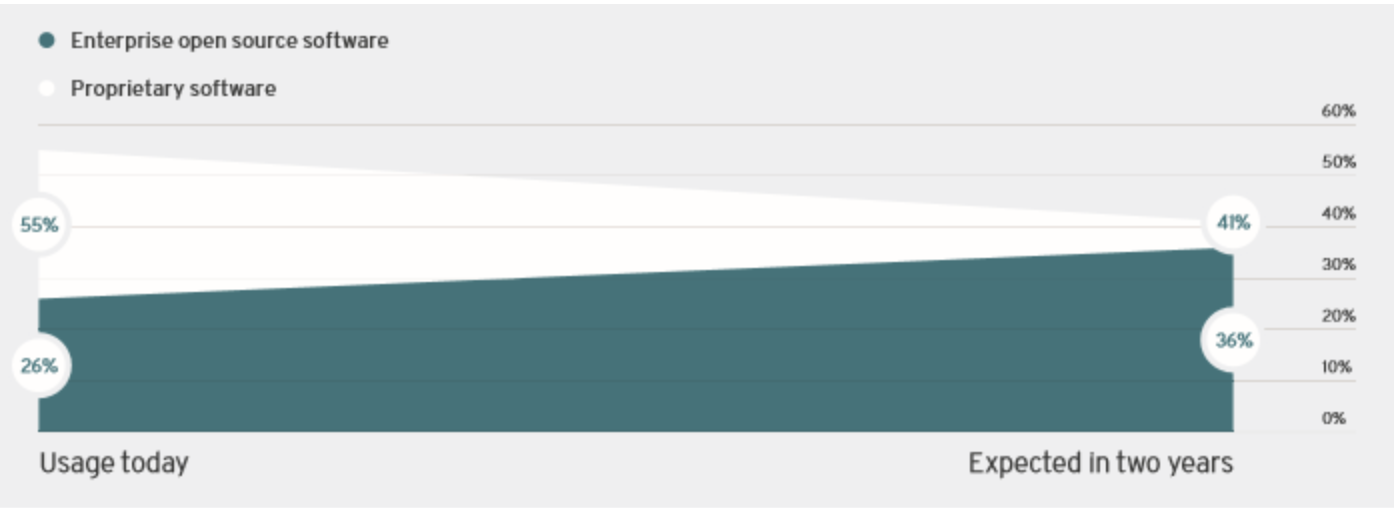 Enterprise open source software
Proprietary software
60%
50%
55%
41%
40%
30%
20%
26%
36%
10%
0%
Usage today
Expected in two years